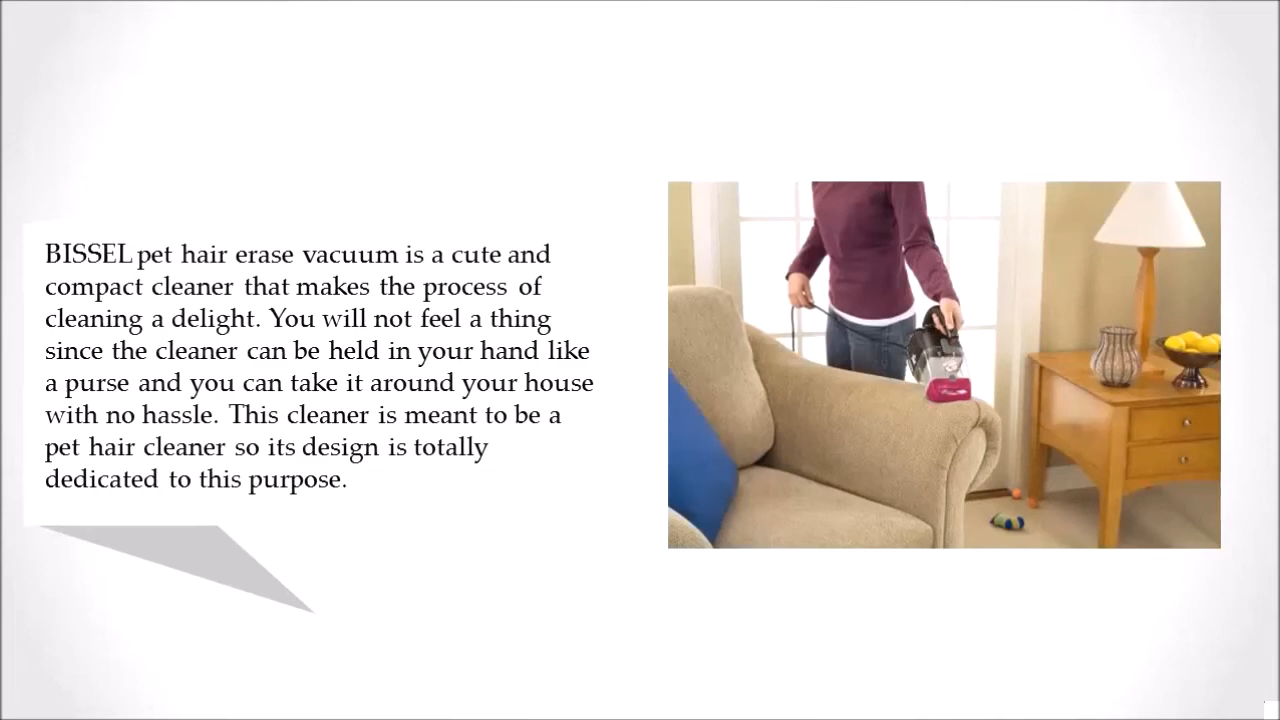 BISSEL pet hair erase vacuum is a cute and
compact cleaner that makes the process of
cleaning a delight. You will not feel a thing
since the cleaner can be held in your hand like
a purse and you can take it around your house
with no hassle. This cleaner is meant to be a
pet hair cleaner so its design is totally
dedicated to this purpose.